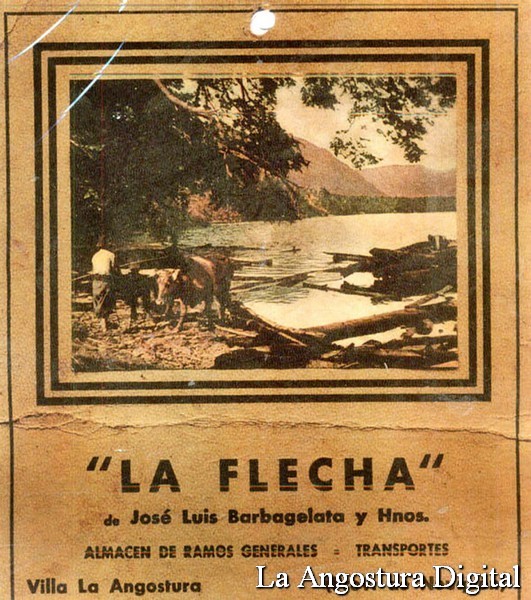 "LA FLECHA"
de José Luis Barbagelata y Hnos.
ALMACEN DE RAMOS GENERALES = TRANSPORTES
Villa La Angostura
La Angostura Digital